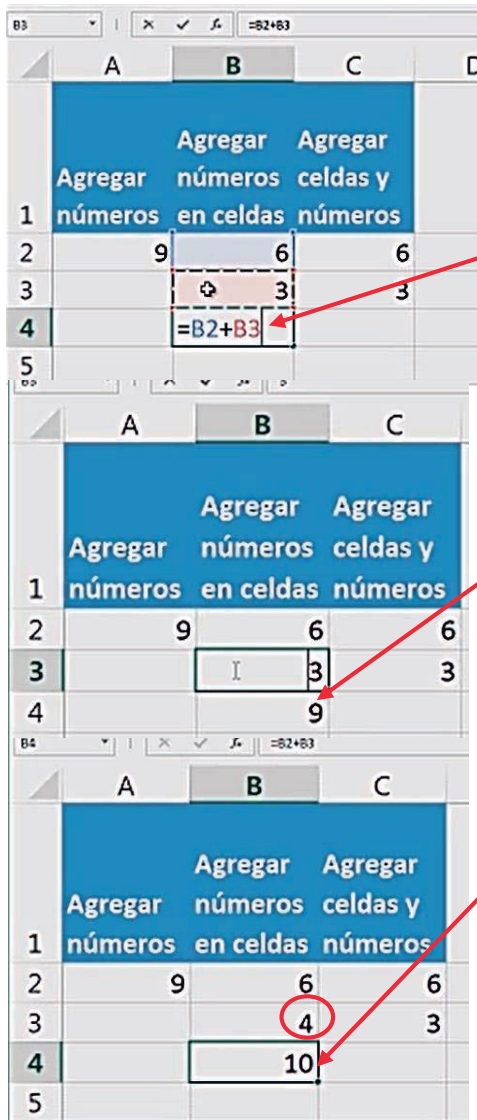 B3 =B2+B3
A B C D
Agregar Agregar
Agregar números celdas y
1 números en celdas números
2 9 6 6
3 3 3
4 =B2+B3
5
A B C
Agregar Agregar
Agregar números celdas y
1 números en celdas números
2 9 6 6
3 3 3
4 9
B4 =B2+B3
A B C
Agregar Agregar
Agregar números celdas y
1 números en celdas números
2 9 6 6
3 4 3
4 10
5